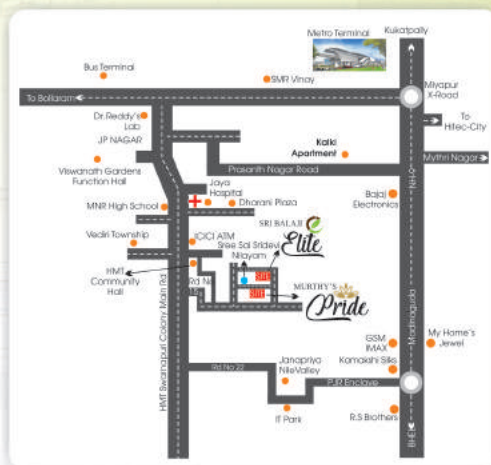 Kukatpally
Metro Terminal
Bus Terminal
SMR Vinay
To Bollaram
Miyapur
X-Road
Dr.Reddy's
Lab
To
Hitec-City
JP NAGAR
Kalki
Apartment
Viswanath Gardens
Function Hall
Prasanth Nagar Road
Mythri Nagar
NH-9
Jaya
Hospital
Bajaj
Electronics
MNR High School
Dharani Plaza
SRI BALAJI
Elite
Vediri Township
ICICI ATM
Sree Sai Sridevi
Nilayam
HMT
Community
Hall
Rd No
SITE
SITE
MURTHY'S
Pride
HMT Swarnapuri Colony Main Rd
Madinaguda
GSM
IMAX
My Home's
Jewel
Rd No 22
Janapriya
NileValley
Kamakshi Silks
PJR Enclave
IT Park
R.S Brothers
BHEL